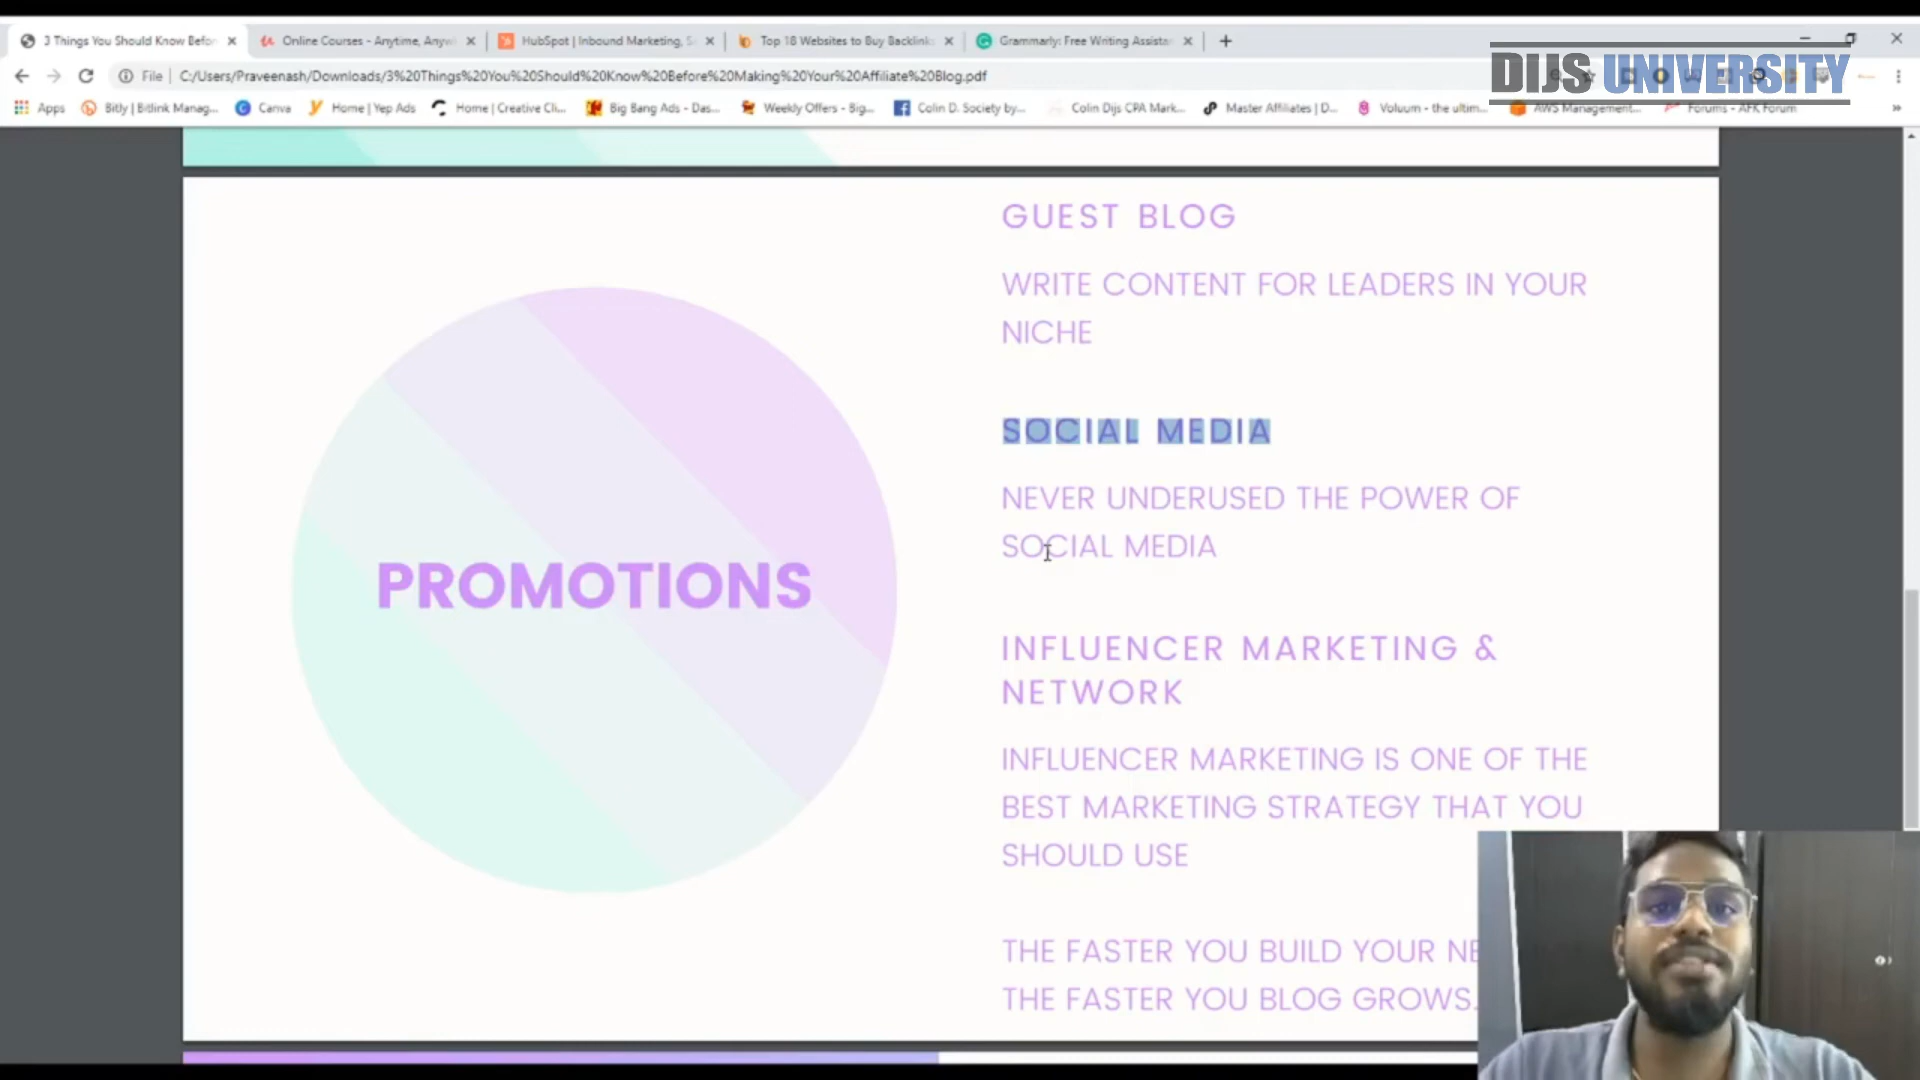 3 Things You Should Know Befor
Online Courses - Anytime, Anyw
HubSpot | Inbound Marketing, S
Top 18 Websites to Buy Backlinks
Grammarly: Free Writing Assista
DIJS UNIVERSITY
File | C:/Users/Praveenash/Downloads/3%20Things%20You%20Should%20Know%20Before%20Making%20Your%20Affiliate%20Blog.pdf
Apps
Bitly | Bitlink Manag...
Canva
Home | Yep Ads
Home | Creative Cli...
Big Bang Ads - Das...
Weekly Offers - Big...
Colin D. Society by...
Colin Dijs CPA Mark...
Master Affiliates | D...
Voluum - the ultim...
AWS Management...
Forums - AFK Forum
GUEST BLOG
WRITE CONTENT FOR LEADERS IN YOUR
NICHE
SOCIAL MEDIA
NEVER UNDERUSED THE POWER OF
SOCIAL MEDIA
PROMOTIONS
INFLUENCER MARKETING &
NETWORK
INFLUENCER MARKETING IS ONE OF THE
BEST MARKETING STRATEGY THAT YOU
SHOULD USE
THE FASTER YOU BUILD YOUR NE
THE FASTER YOU BLOG GROWS.